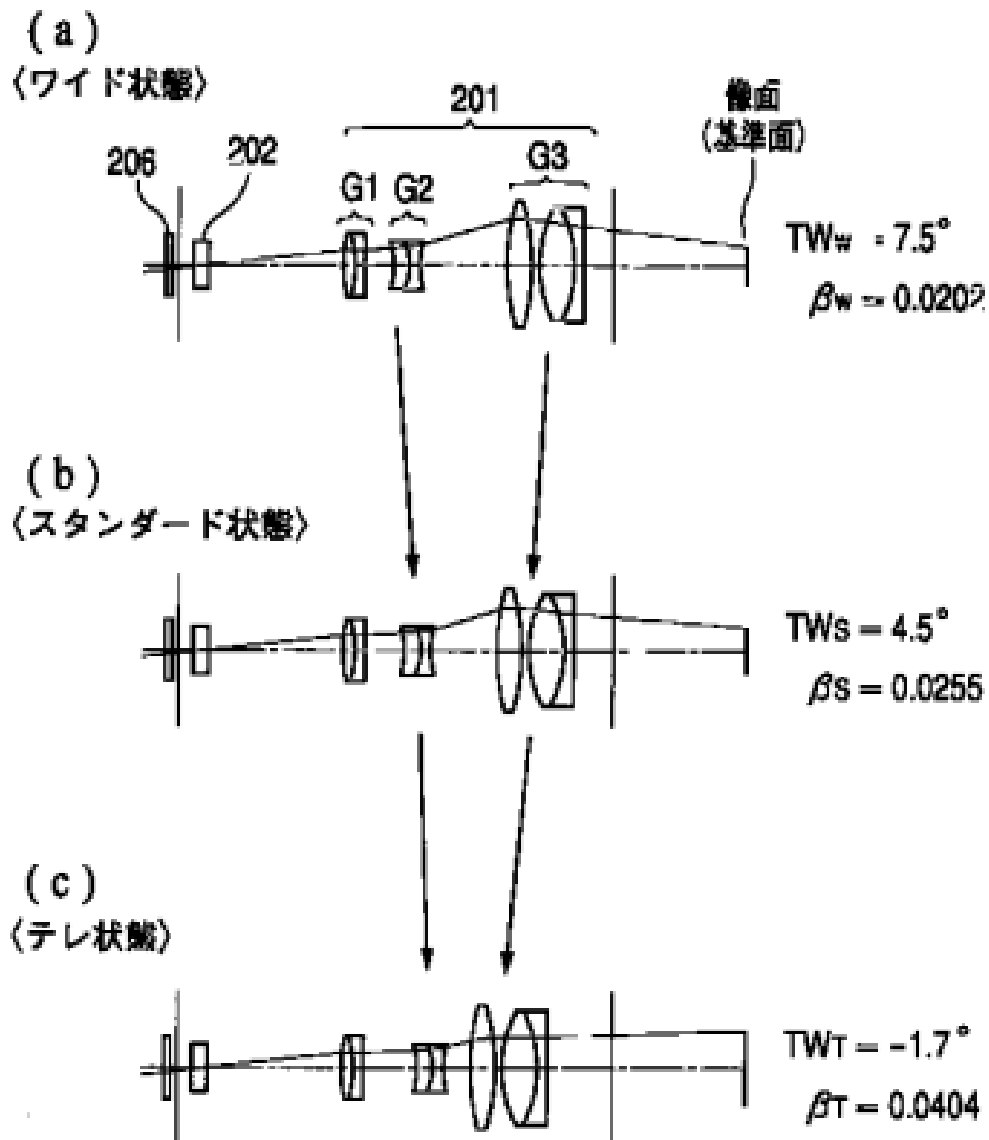 (a)
〈ワイド状態〉
206
202
201
G1
G2
G3
像面
(基準面)
TWW = 7.5°
βW = 0.0202
(b)
〈スタンダード状態〉
TWS = 4.5°
βS = 0.0255
(c)
〈テレ状態〉
TWT = -1.7°
βT = 0.0404